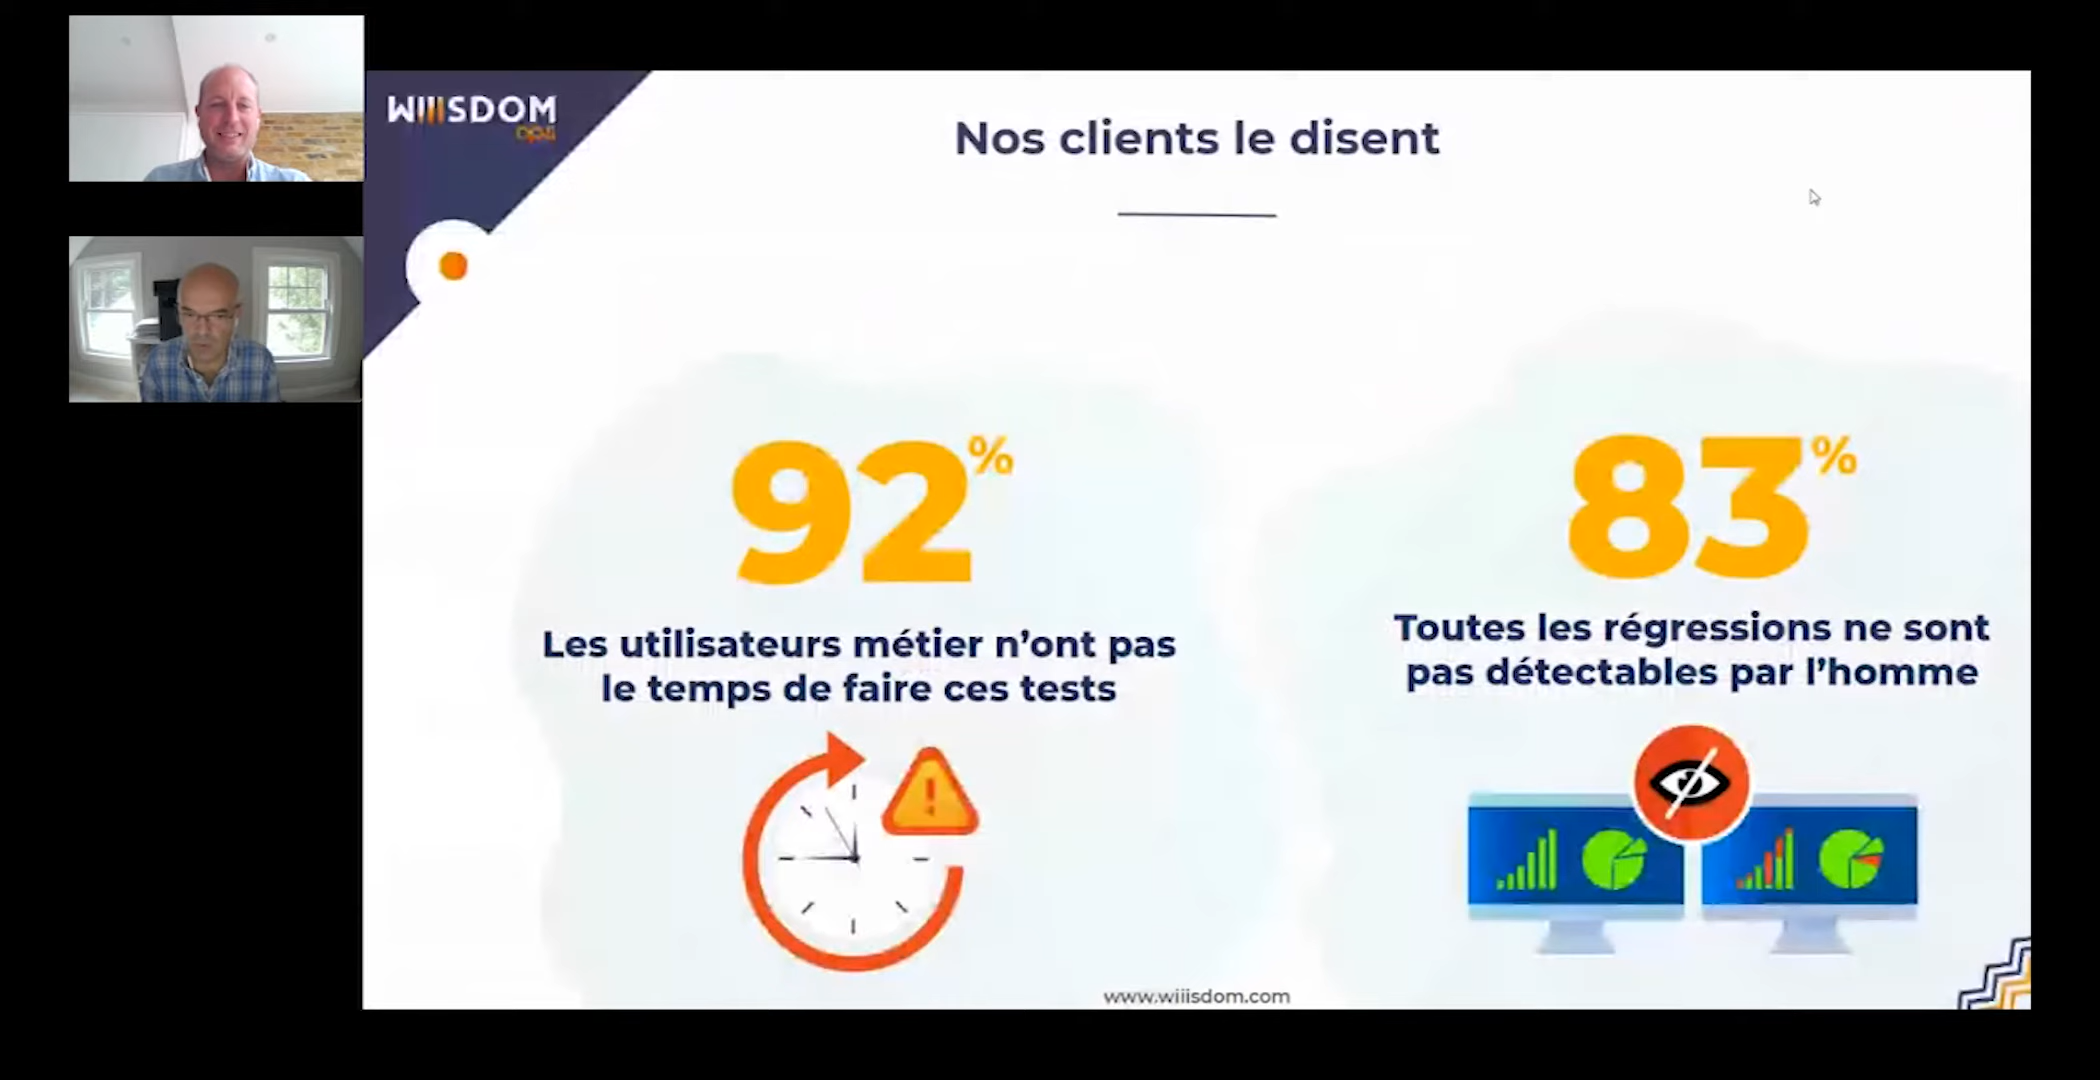 WIIISDOM
ops
Nos clients le disent
92%
Les utilisateurs métier n’ont pas
le temps de faire ces tests
83%
Toutes les régressions ne sont
pas détectables par l’homme
www.wiiisdom.com